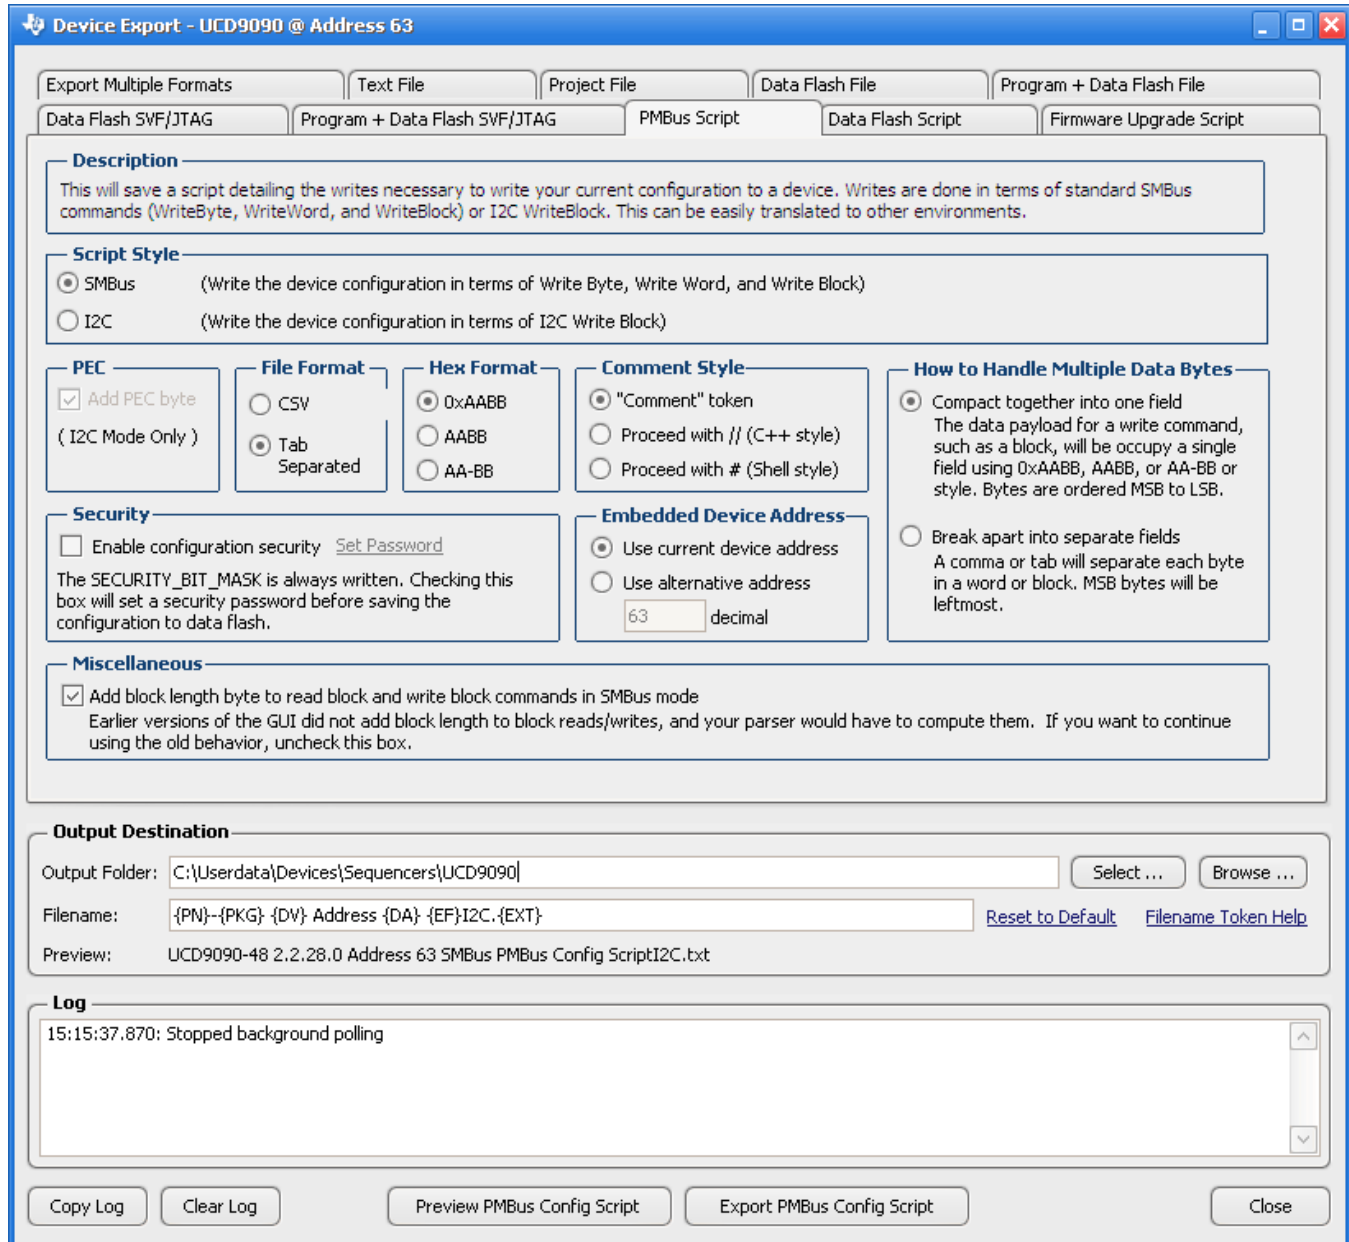 Device Export - UCD9090 @ Address 63
Export Multiple Formats
Text File
Project File
Data Flash File
Program + Data Flash File
Data Flash SVF/JTAG
Program + Data Flash SVF/JTAG
PMBus Script
Data Flash Script
Firmware Upgrade Script
Description
This will save a script detailing the writes necessary to write your current configuration to a device. Writes are done in terms of standard SMBus
commands (WriteByte, WriteWord, and WriteBlock) or I2C WriteBlock. This can be easily translated to other environments.
Script Style
SMBus (Write the device configuration in terms of Write Byte, Write Word, and Write Block)
I2C (Write the device configuration in terms of I2C Write Block)
PEC
Add PEC byte
( I2C Mode Only )
File Format
CSV
Tab
Separated
Hex Format
0xAABB
AABB
AA-BB
Comment Style
"Comment" token
Proceed with // (C++ style)
Proceed with # (Shell style)
How to Handle Multiple Data Bytes
Compact together into one field
The data payload for a write command,
such as a block, will be occupy a single
field using 0xAABB, AABB, or AA-BB or
style. Bytes are ordered MSB to LSB.
Break apart into separate fields
A comma or tab will separate each byte
in a word or block. MSB bytes will be
leftmost.
Security
Enable configuration security Set Password
The SECURITY_BIT_MASK is always written. Checking this
box will set a security password before saving the
configuration to data flash.
Embedded Device Address
Use current device address
Use alternative address
63 decimal
Miscellaneous
Add block length byte to read block and write block commands in SMBus mode
Earlier versions of the GUI did not add block length to block reads/writes, and your parser would have to compute them. If you want to continue
using the old behavior, uncheck this box.
Output Destination
Output Folder: C:\Userdata\Devices\Sequencers\UCD9090 Select ... Browse ...
Filename: {PN}-{PKG} {DV} Address {DA} {EF}I2C.{EXT} Reset to Default Filename Token Help
Preview: UCD9090-48 2.2.28.0 Address 63 SMBus PMBus Config ScriptI2C.txt
Log
15:15:37.870: Stopped background polling
Copy Log Clear Log Preview PMBus Config Script Export PMBus Config Script Close